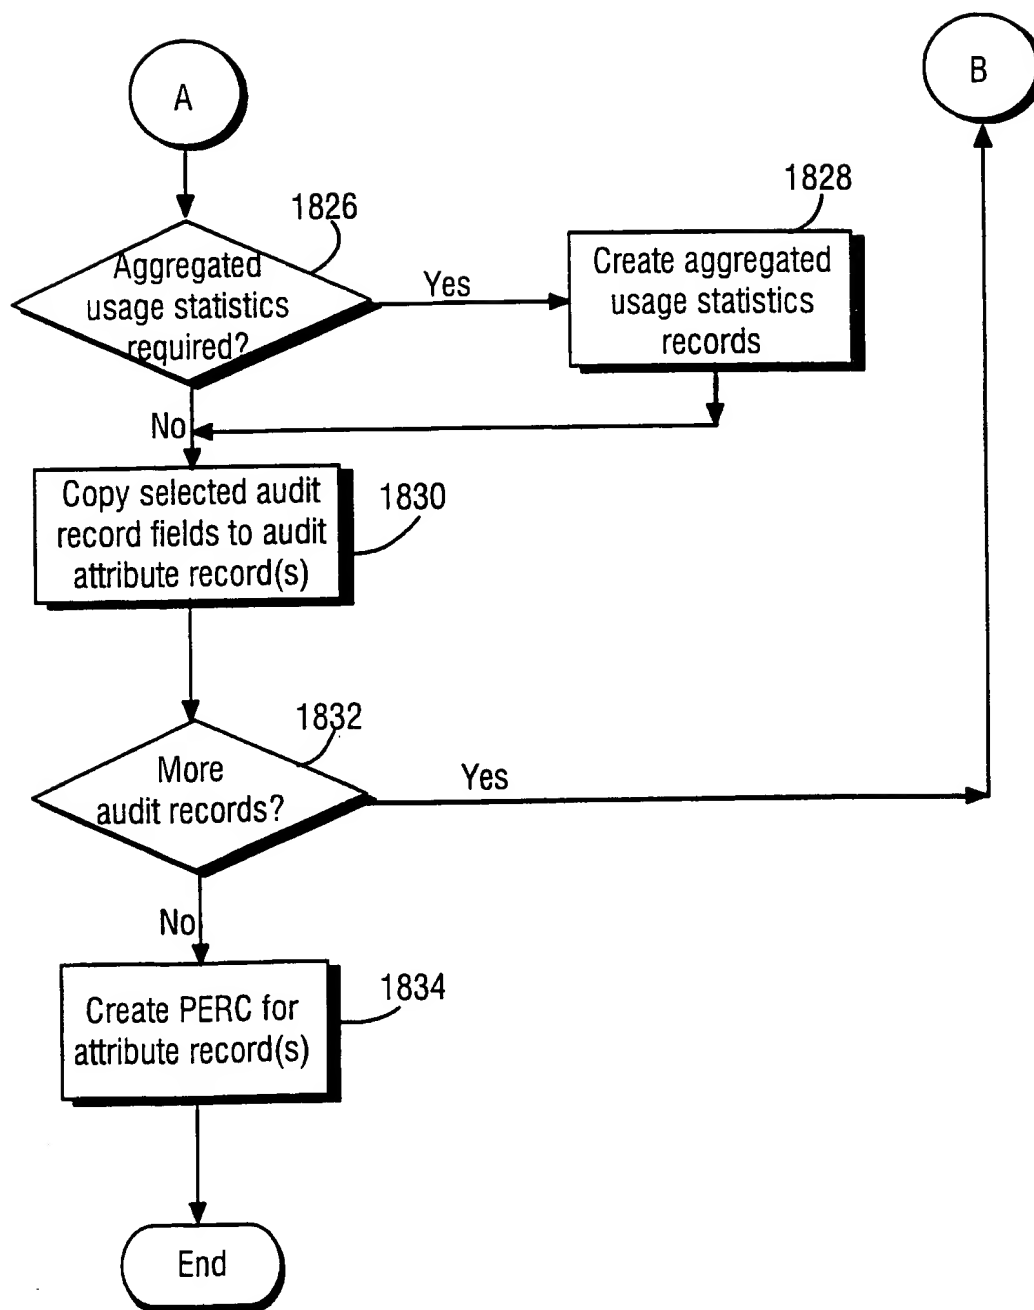 A
B
1826
1828
Aggregated
usage statistics
required?
Yes
Create aggregated
usage statistics
records
No
Copy selected audit
record fields to audit
attribute record(s)
1830
1832
More
audit records?
Yes
No
1834
Create PERC for
attribute record(s)
End